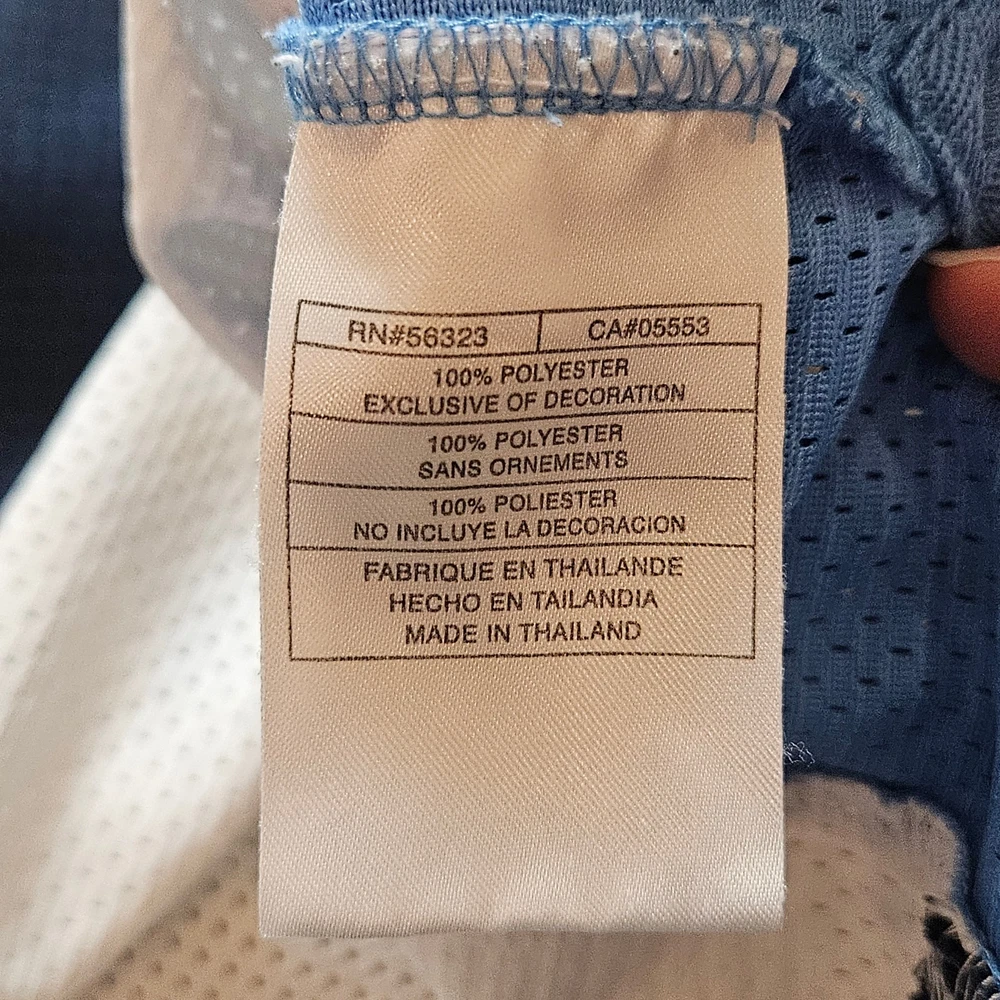 RN#56323 CA#05553
100% POLYESTER
EXCLUSIVE OF DECORATION
100% POLYESTER
SANS ORNEMENTS
100% POLIESTER
NO INCLUYE LA DECORACION
FABRIQUE EN THAILANDE
HECHO EN TAILANDIA
MADE IN THAILAND